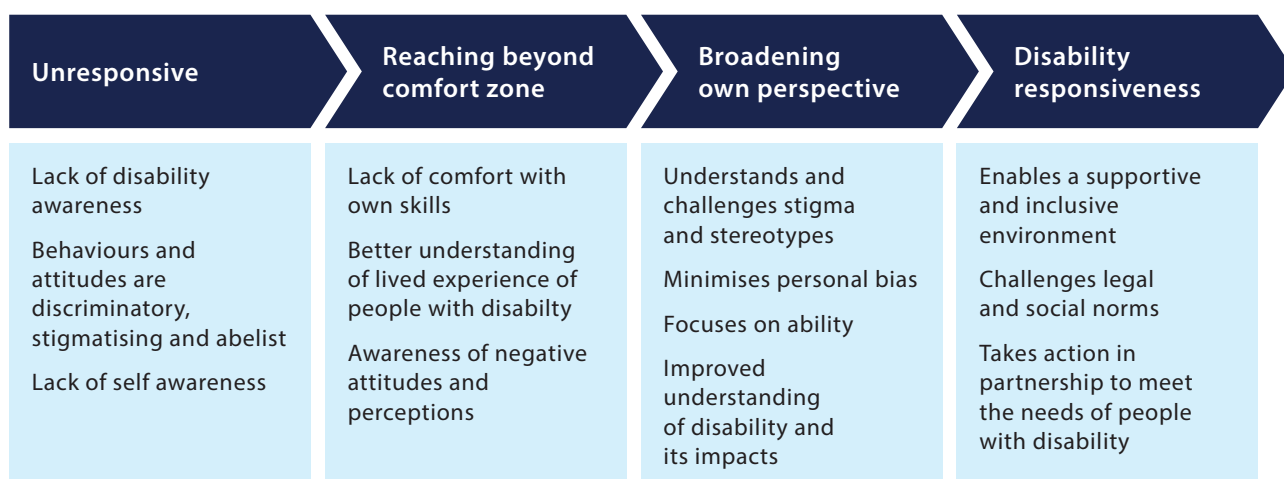 Unresponsive
Lack of disability
awareness
Behaviours and
attitudes are
discriminatory,
stigmatising and abelist
Lack of self awareness
Reaching beyond
comfort zone
Lack of comfort with
own skills
Better understanding
of lived experience of
people with disabilty
Awareness of negative
attitudes and
perceptions
Broadening
own perspective
Understands and
challenges stigma
and stereotypes
Minimises personal bias
Focuses on ability
Improved
understanding
of disability and
its impacts
Disability
responsiveness
Enables a supportive
and inclusive
environment
Challenges legal
and social norms
Takes action in
partnership to meet
the needs of people
with disability